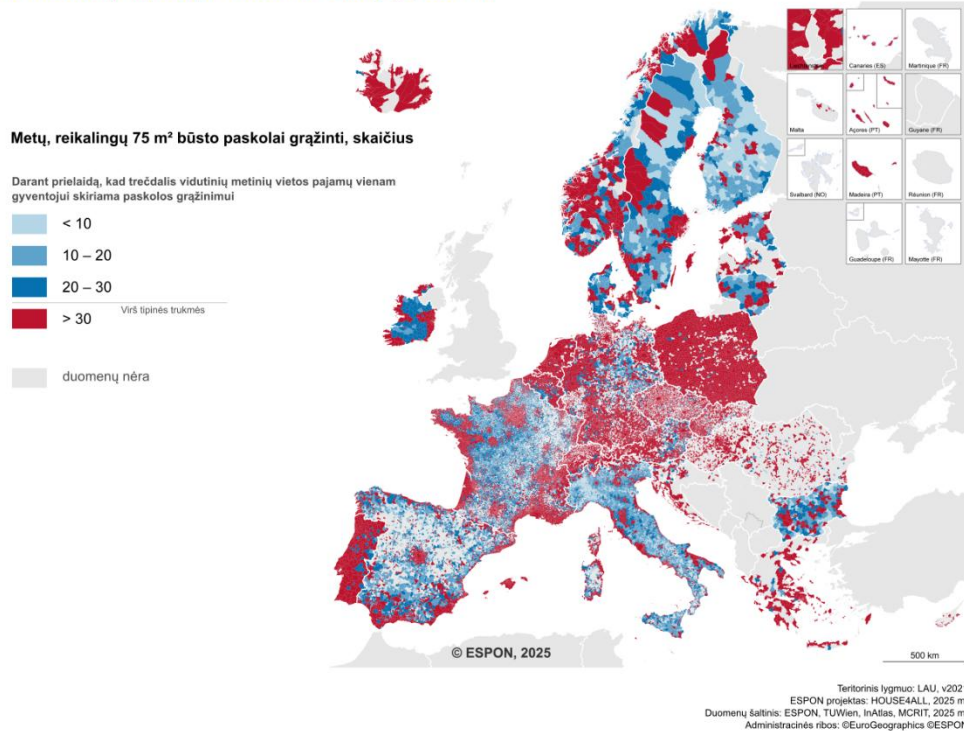 Metų, reikalingų 75 m² būsto paskolai grąžinti, skaičius
Darant prielaidą, kad trečdalis vidutinių metinių vietos pajamų vienam
gyventojui skiriama paskolos grąžinimui
< 10
10 – 20
20 – 30
Virš tipinės trukmės
> 30
duomenų nėra
Liechtenstein
Canarias (ES)
Martinique (FR)
Malta
Açores (PT)
Guyane (FR)
Svalbard (NO)
Madeira (PT)
Réunion (FR)
Guadeloupe (FR)
Mayotte (FR)
© ESPON, 2025
500 km
Teritorinis lygmuo: LAU, v202
ESPON projektas: HOUSE4ALL, 2025 m
Duomenų šaltinis: ESPON, TUWien, InAtlas, MCRIT, 2025 m
Administracinės ribos: ©EuroGeographics ©ESPON